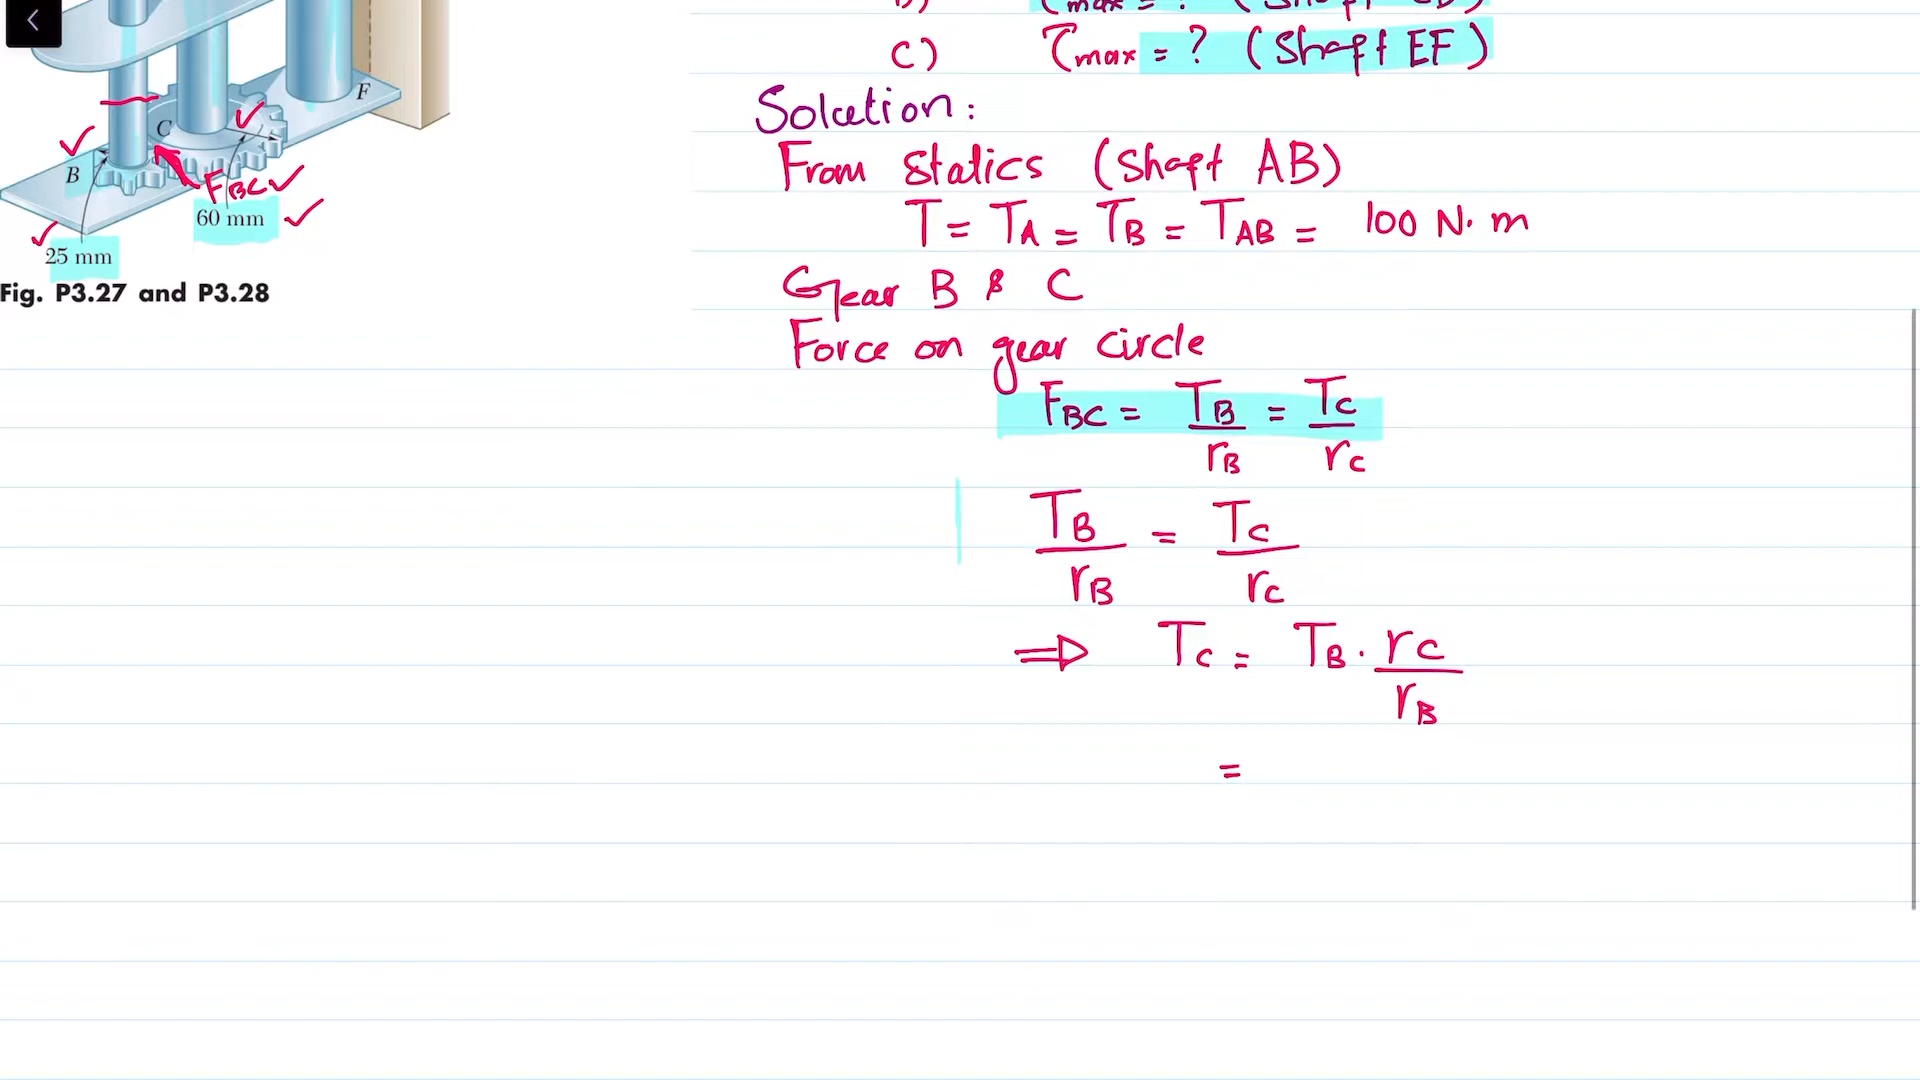 τmax = ? (Shaft EF)
C)
F
C
Solution:
B
From Statics (Shaft AB)
FBC
60 mm
T = TA = TB = TAB = 100 N.m
25 mm
Gear B & C
Fig. P3.27 and P3.28
Force on gear circle
FBC = TB/rB = TC/rC
TB/rB = TC/rC
⇒ TC = TB . rC/rB
=